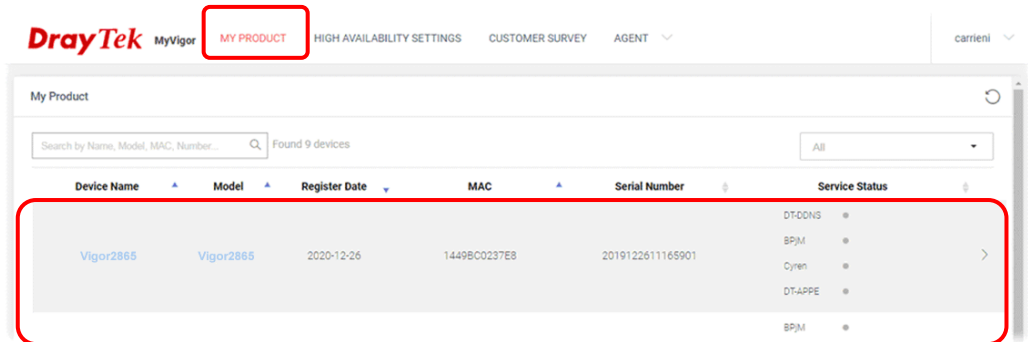 DrayTek MyVigor MY PRODUCT HIGH AVAILABILITY SETTINGS CUSTOMER SURVEY AGENT carrieni
My Product
Search by Name, Model, MAC, Number... Found 9 devices All
Device Name Model Register Date MAC Serial Number Service Status
DT-DDNS
BPjM
Vigor2865 Vigor2865 2020-12-26 1449BC0237E8 2019122611165901
Cyren
DT-APPE
BPjM